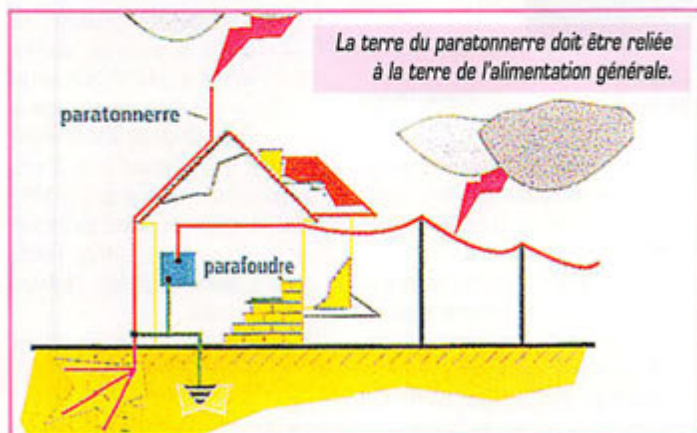 La terre du paratonnerre doit être reliée
à la terre de l'alimentation générale.
paratonnerre
parafoudre